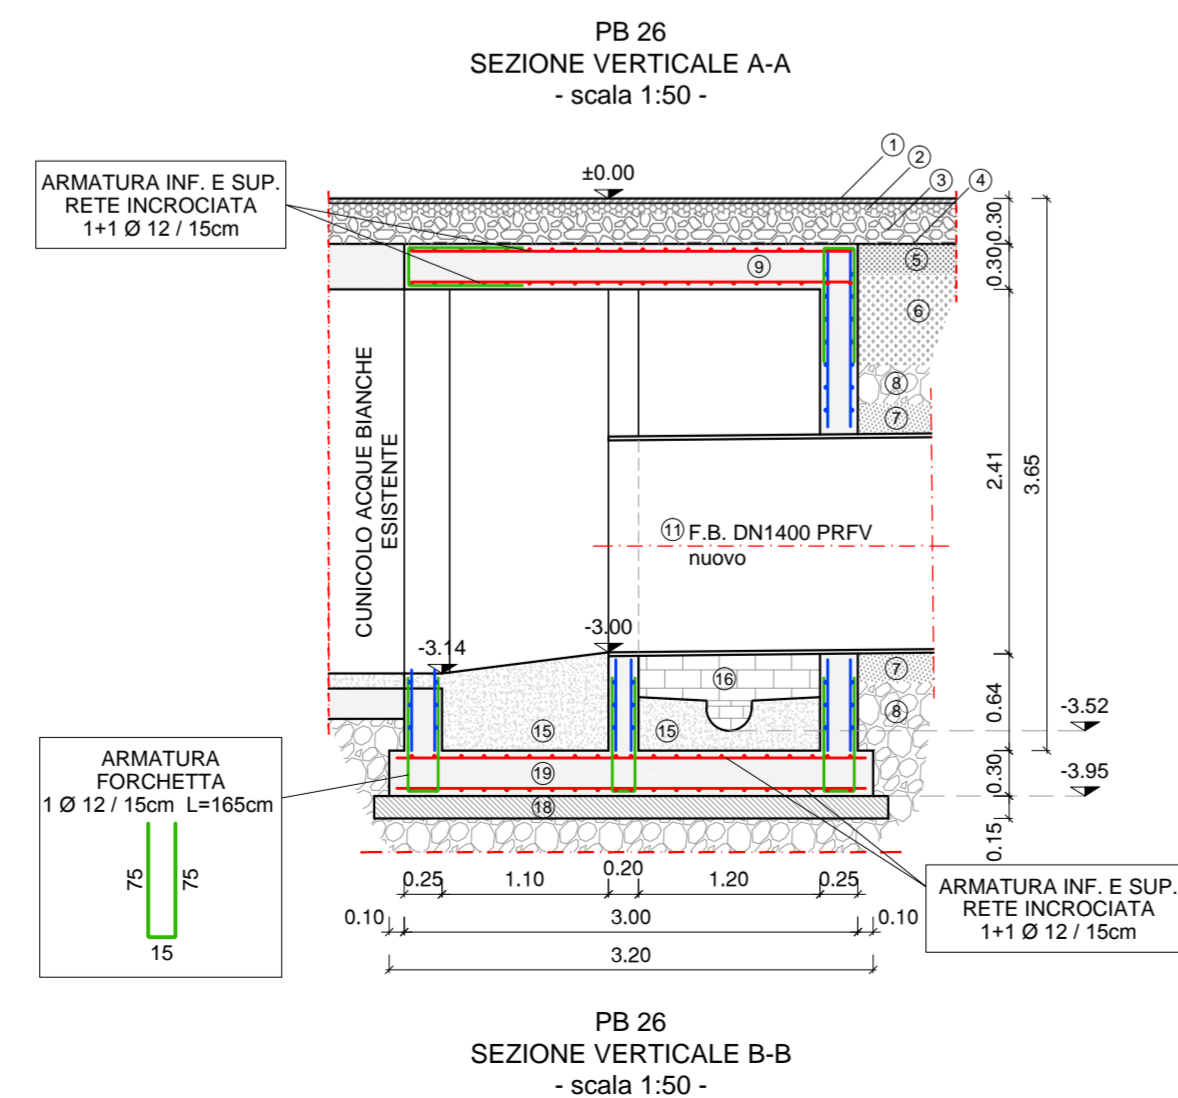 PB 26
SEZIONE VERTICALE A-A
- scala 1:50 -
ARMATURA INF. E SUP.
RETE INCROCIATA
1+1 Ø 12 / 15cm
±0.00
1
2
3
4
5
6
8
7
9
0.30
0.30
2.41
3.65
0.64
0.30
0.15
CUNICOLO ACQUE BIANCHE
ESISTENTE
11 F.B. DN1400 PRFV
nuovo
-3.14
-3.00
16
7
8
15
15
-3.52
-3.95
19
18
ARMATURA
FORCHETTA
1 Ø 12 / 15cm L=165cm
75
75
15
0.25
1.10
0.20
1.20
0.25
0.10
3.00
0.10
3.20
ARMATURA INF. E SUP.
RETE INCROCIATA
1+1 Ø 12 / 15cm
PB 26
SEZIONE VERTICALE B-B
- scala 1:50 -